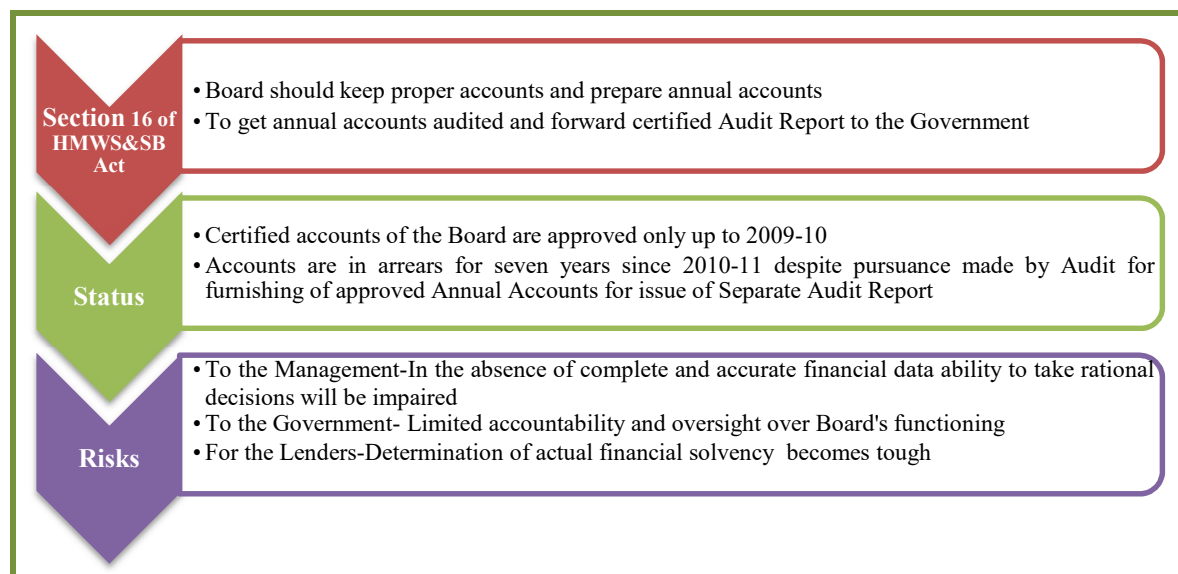 Section 16 of
HMWS&SB
Act
• Board should keep proper accounts and prepare annual accounts
• To get annual accounts audited and forward certified Audit Report to the Government
Status
• Certified accounts of the Board are approved only up to 2009-10
• Accounts are in arrears for seven years since 2010-11 despite pursuance made by Audit for
furnishing of approved Annual Accounts for issue of Separate Audit Report
Risks
• To the Management-In the absence of complete and accurate financial data ability to take rational
decisions will be impaired
• To the Government- Limited accountability and oversight over Board's functioning
• For the Lenders-Determination of actual financial solvency becomes tough